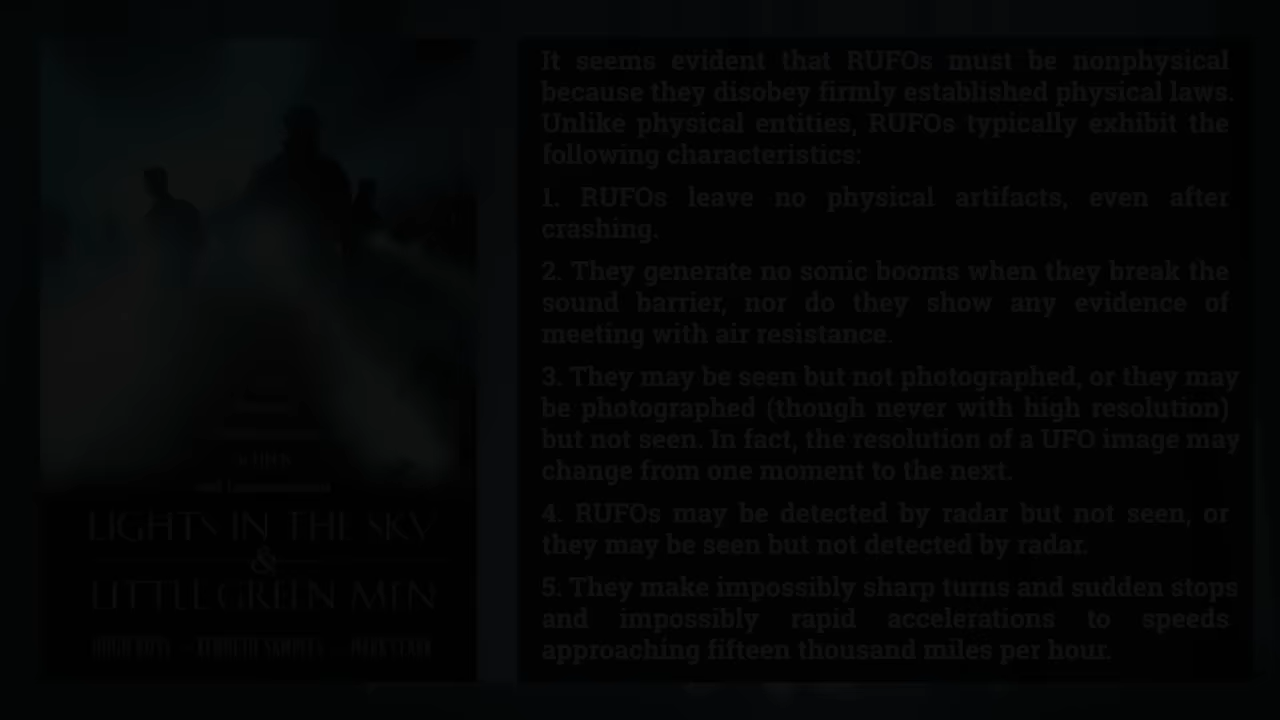 LIGHTS IN THE SKY
&
LITTLE GREEN MEN
HUGH ROSS KENNETH SAMPLES MARK CLARK
It seems evident that RUFOs must be nonphysical
because they disobey firmly established physical laws.
Unlike physical entities, RUFOs typically exhibit the
following characteristics:
1. RUFOs leave no physical artifacts, even after
crashing.
2. They generate no sonic booms when they break the
sound barrier, nor do they show any evidence of
meeting with air resistance.
3. They may be seen but not photographed, or they may
be photographed (though never with high resolution)
but not seen. In fact, the resolution of a UFO image may
change from one moment to the next.
4. RUFOs may be detected by radar but not seen, or
they may be seen but not detected by radar.
5. They make impossibly sharp turns and sudden stops
and impossibly rapid accelerations to speeds
approaching fifteen thousand miles per hour.